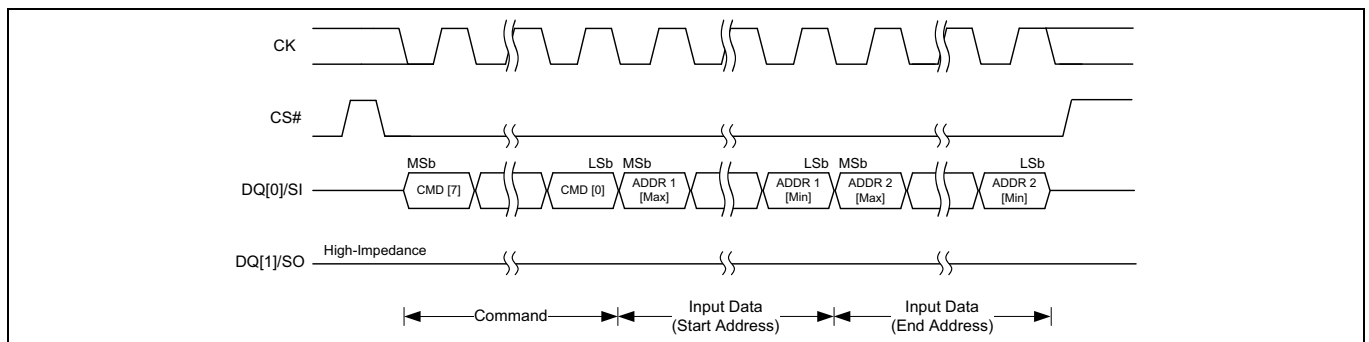 CK
CS#
MSb LSb MSb LSb MSb LSb
DQ[0]/SI
CMD [7]
CMD [0]
ADDR 1
[Max]
ADDR 1
[Min]
ADDR 2
[Max]
ADDR 2
[Min]
High-Impedance
DQ[1]/SO
Command
Input Data
(Start Address)
Input Data
(End Address)